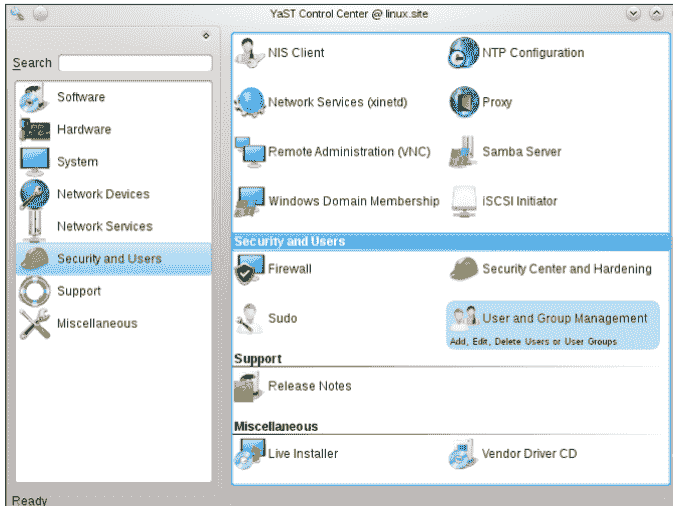 YaST Control Center @ linux.site
Search
Software
Hardware
System
Network Devices
Network Services
Security and Users
Support
Miscellaneous
NIS Client
NTP Configuration
Network Services (xinetd)
Proxy
Remote Administration (VNC)
Samba Server
Windows Domain Membership
iSCSI Initiator
Security and Users
Firewall
Security Center and Hardening
Sudo
User and Group Management
Add, Edit, Delete Users or User Groups
Support
Release Notes
Miscellaneous
Live Installer
Vendor Driver CD
Ready